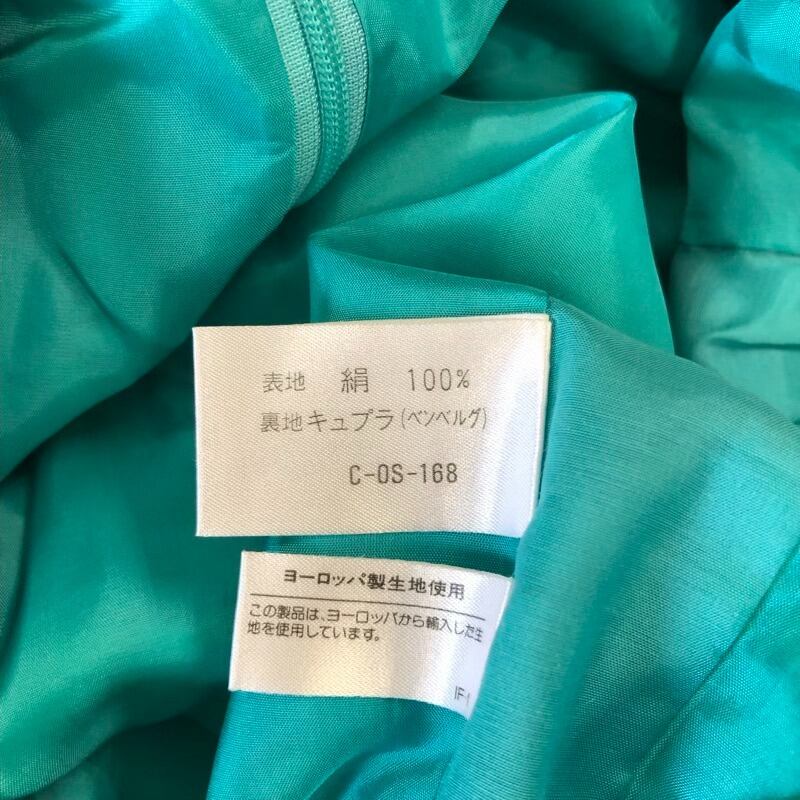 表地 絹 100%
裏地キュプラ(ベンベルグ)
C-OS-168
ヨーロッパ製生地使用
この製品は、ヨーロッパから輸入した生
地を使用しています。
IF-